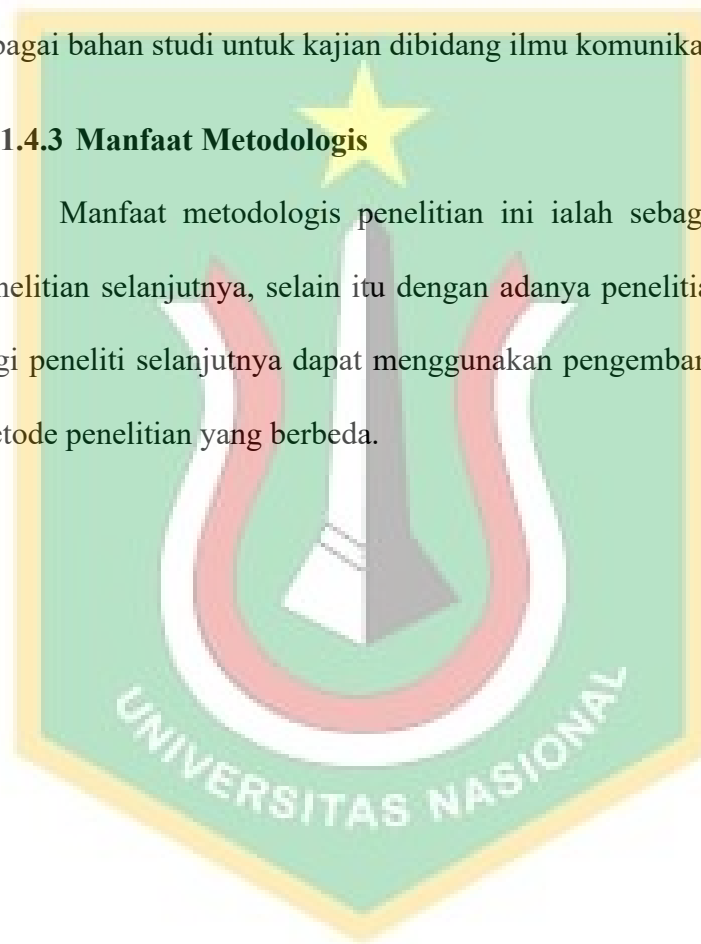 bagai bahan studi untuk kajian dibidang ilmu komunika
1.4.3 Manfaat Metodologis
Manfaat metodologis penelitian ini ialah sebag
nelitian selanjutnya, selain itu dengan adanya peneliti
gi peneliti selanjutnya dapat menggunakan pengemban
etode penelitian yang berbeda.
UNIVERSITAS NASIONAL